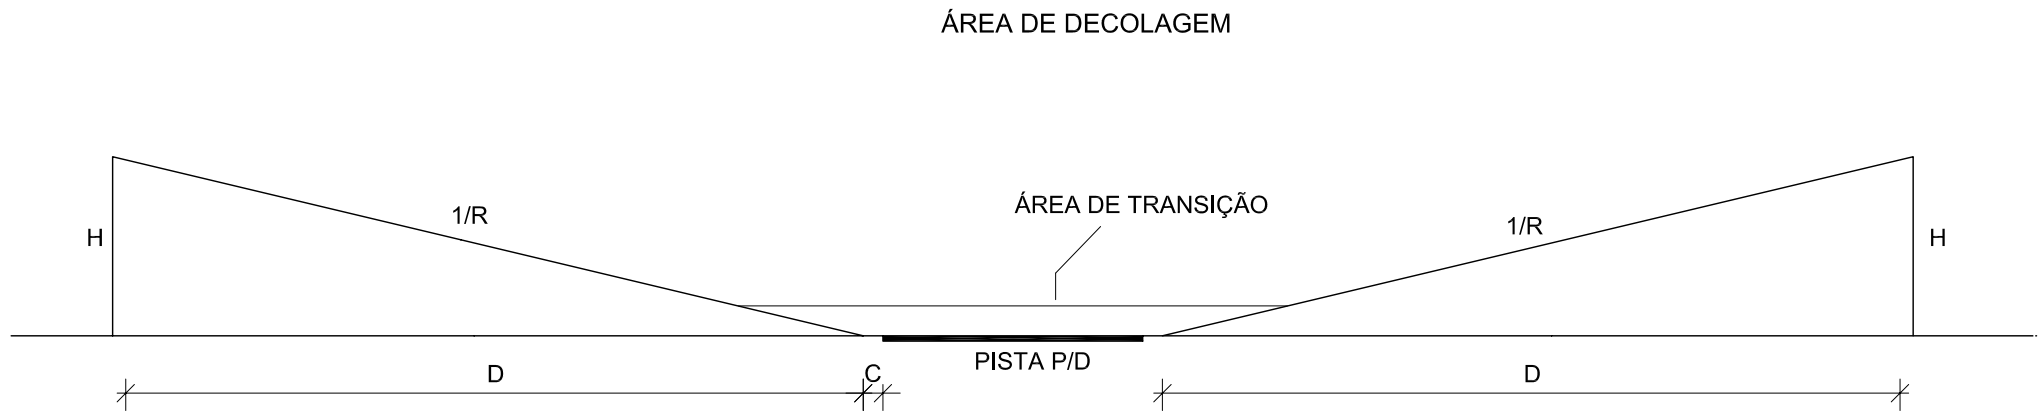 ÁREA DE DECOLAGEM
ÁREA DE TRANSIÇÃO
1/R
1/R
H
H
PISTA P/D
D
C
D